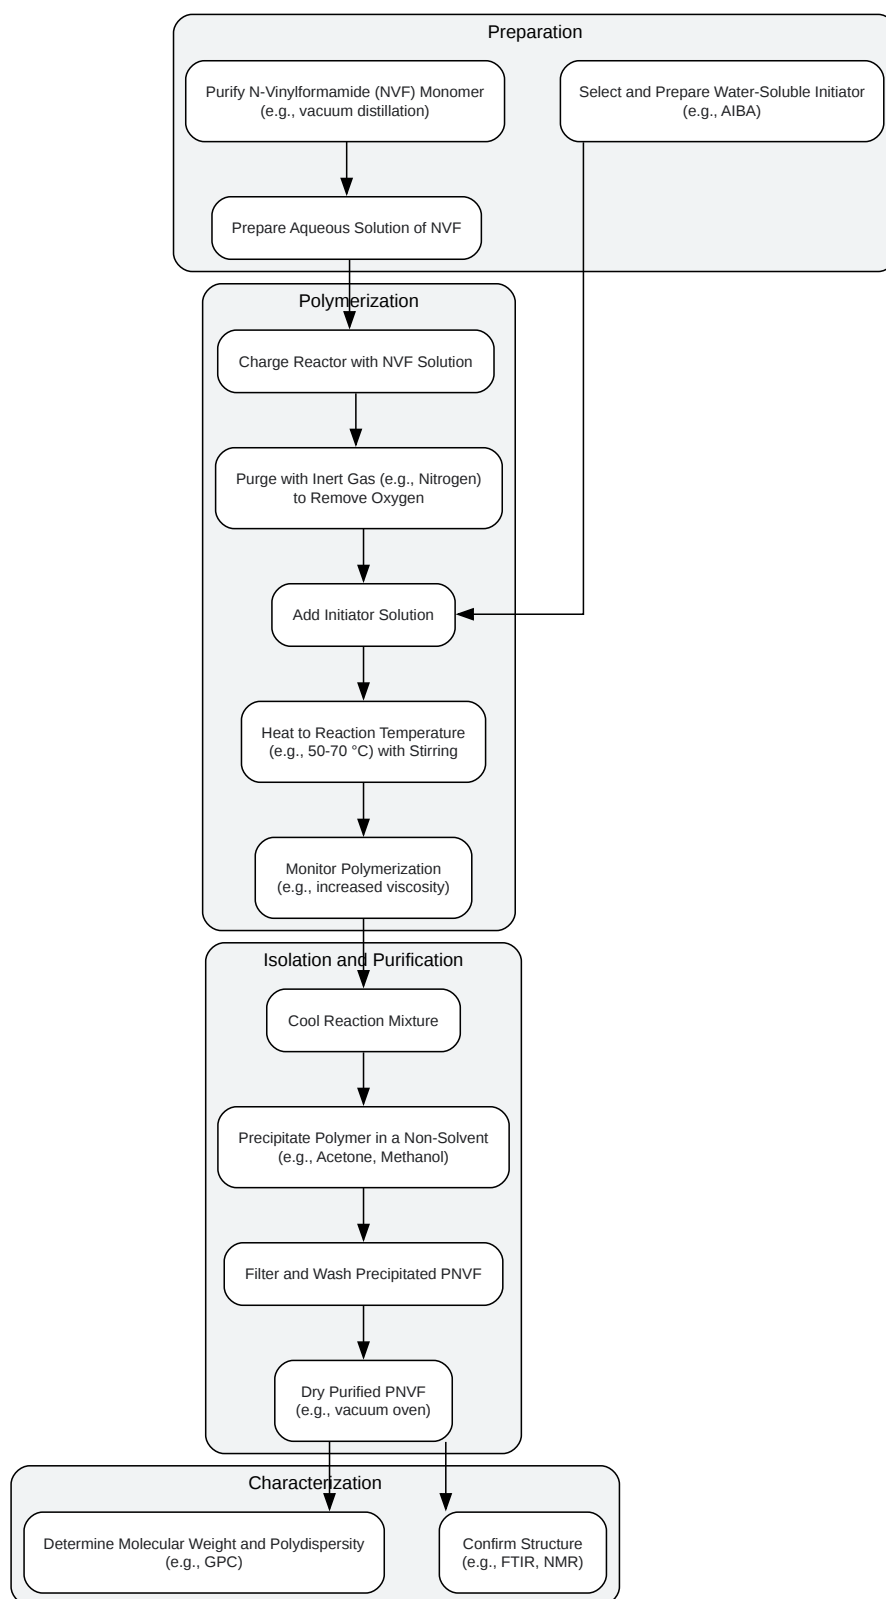 Preparation
Purify N-Vinylformamide (NVF) Monomer
(e.g., vacuum distillation)
Select and Prepare Water-Soluble Initiator
(e.g., AIBA)
Prepare Aqueous Solution of NVF
Polymerization
Charge Reactor with NVF Solution
Purge with Inert Gas (e.g., Nitrogen)
to Remove Oxygen
Add Initiator Solution
Heat to Reaction Temperature
(e.g., 50-70 °C) with Stirring
Monitor Polymerization
(e.g., increased viscosity)
Isolation and Purification
Cool Reaction Mixture
Precipitate Polymer in a Non-Solvent
(e.g., Acetone, Methanol)
Filter and Wash Precipitated PNVF
Dry Purified PNVF
(e.g., vacuum oven)
Characterization
Determine Molecular Weight and Polydispersity
(e.g., GPC)
Confirm Structure
(e.g., FTIR, NMR)